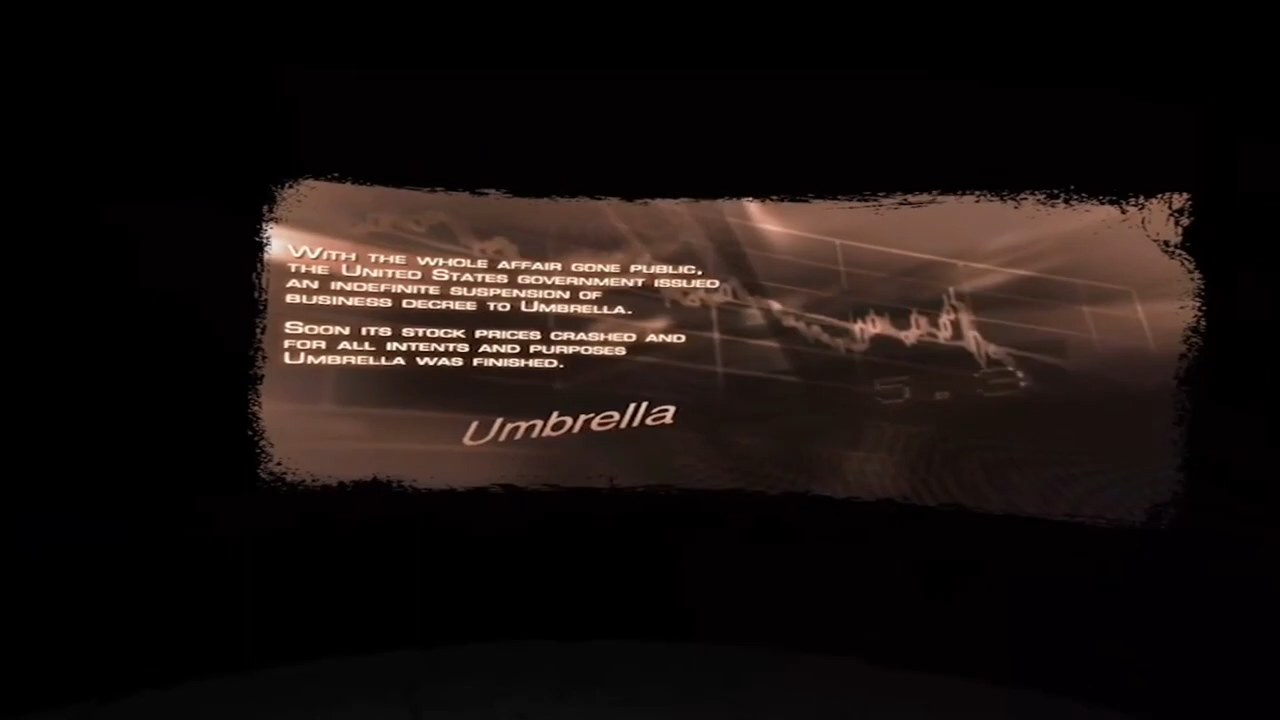 With the whole affair gone public,
the United States government issued
an indefinite suspension of
business decree to Umbrella.
Soon its stock prices crashed and
for all intents and purposes
Umbrella was finished.
Umbrella